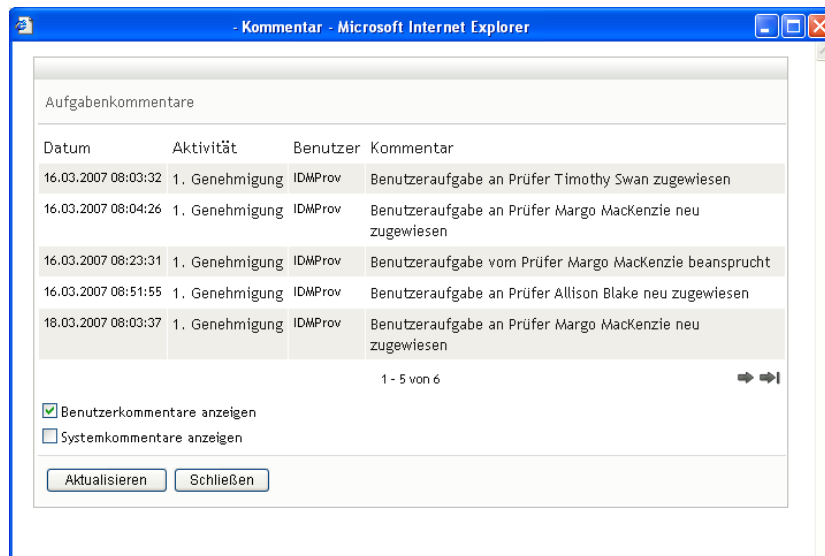 - Kommentar - Microsoft Internet Explorer
Aufgabenkommentare
Datum Aktivität Benutzer Kommentar
16.03.2007 08:03:32 1. Genehmigung IDMProv Benutzeraufgabe an Prüfer Timothy Swan zugewiesen
16.03.2007 08:04:26 1. Genehmigung IDMProv Benutzeraufgabe an Prüfer Margo MacKenzie neu
zugewiesen
16.03.2007 08:23:31 1. Genehmigung IDMProv Benutzeraufgabe vom Prüfer Margo MacKenzie beansprucht
16.03.2007 08:51:55 1. Genehmigung IDMProv Benutzeraufgabe an Prüfer Allison Blake neu zugewiesen
18.03.2007 08:03:37 1. Genehmigung IDMProv Benutzeraufgabe an Prüfer Margo MacKenzie neu
zugewiesen
1 - 5 von 6
Benutzerkommentare anzeigen
Systemkommentare anzeigen
Aktualisieren Schließen